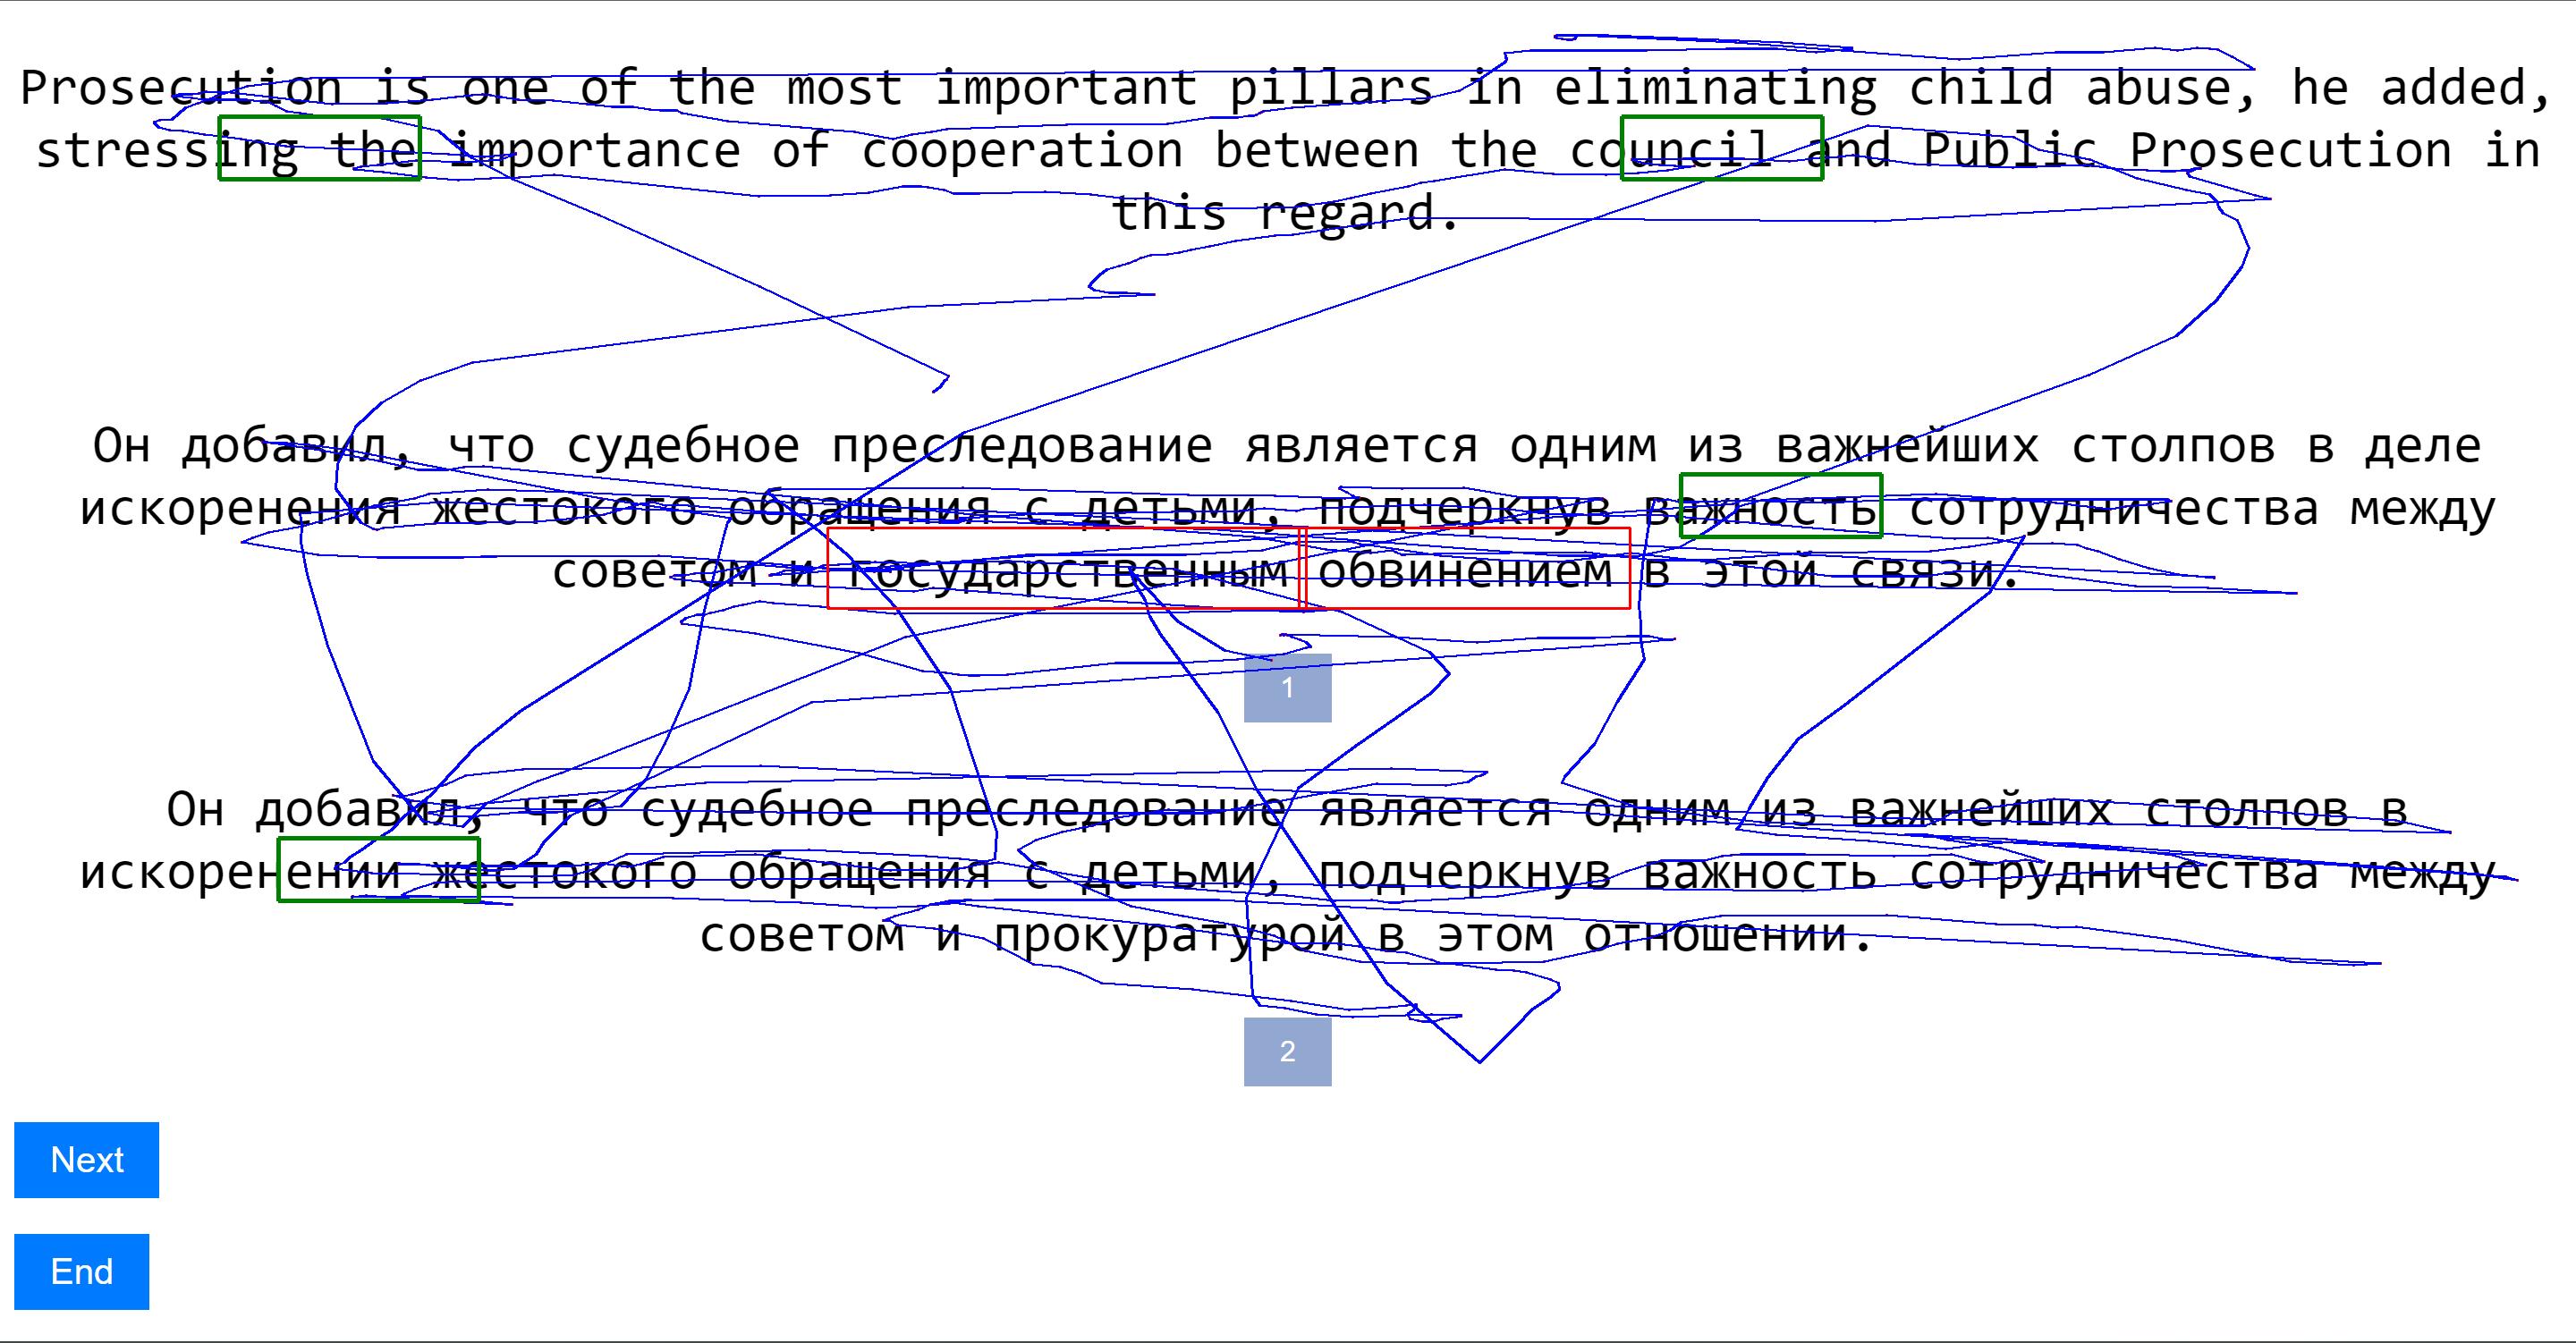 Prosecution is one of the most important pillars in eliminating child abuse, he added,
stressing the importance of cooperation between the council and Public Prosecution in
this regard.
Он добавил, что судебное преследование является одним из важнейших столпов в деле
искоренения жестокого обращения с детьми, подчеркнув важность сотрудничества между
советом и государственным обвинением в этой связи.
1
Он добавил, что судебное преследование является одним из важнейших столпов в
искоренении жестокого обращения с детьми, подчеркнув важность сотрудничества между
советом и прокуратурой в этом отношении.
2
Next
End